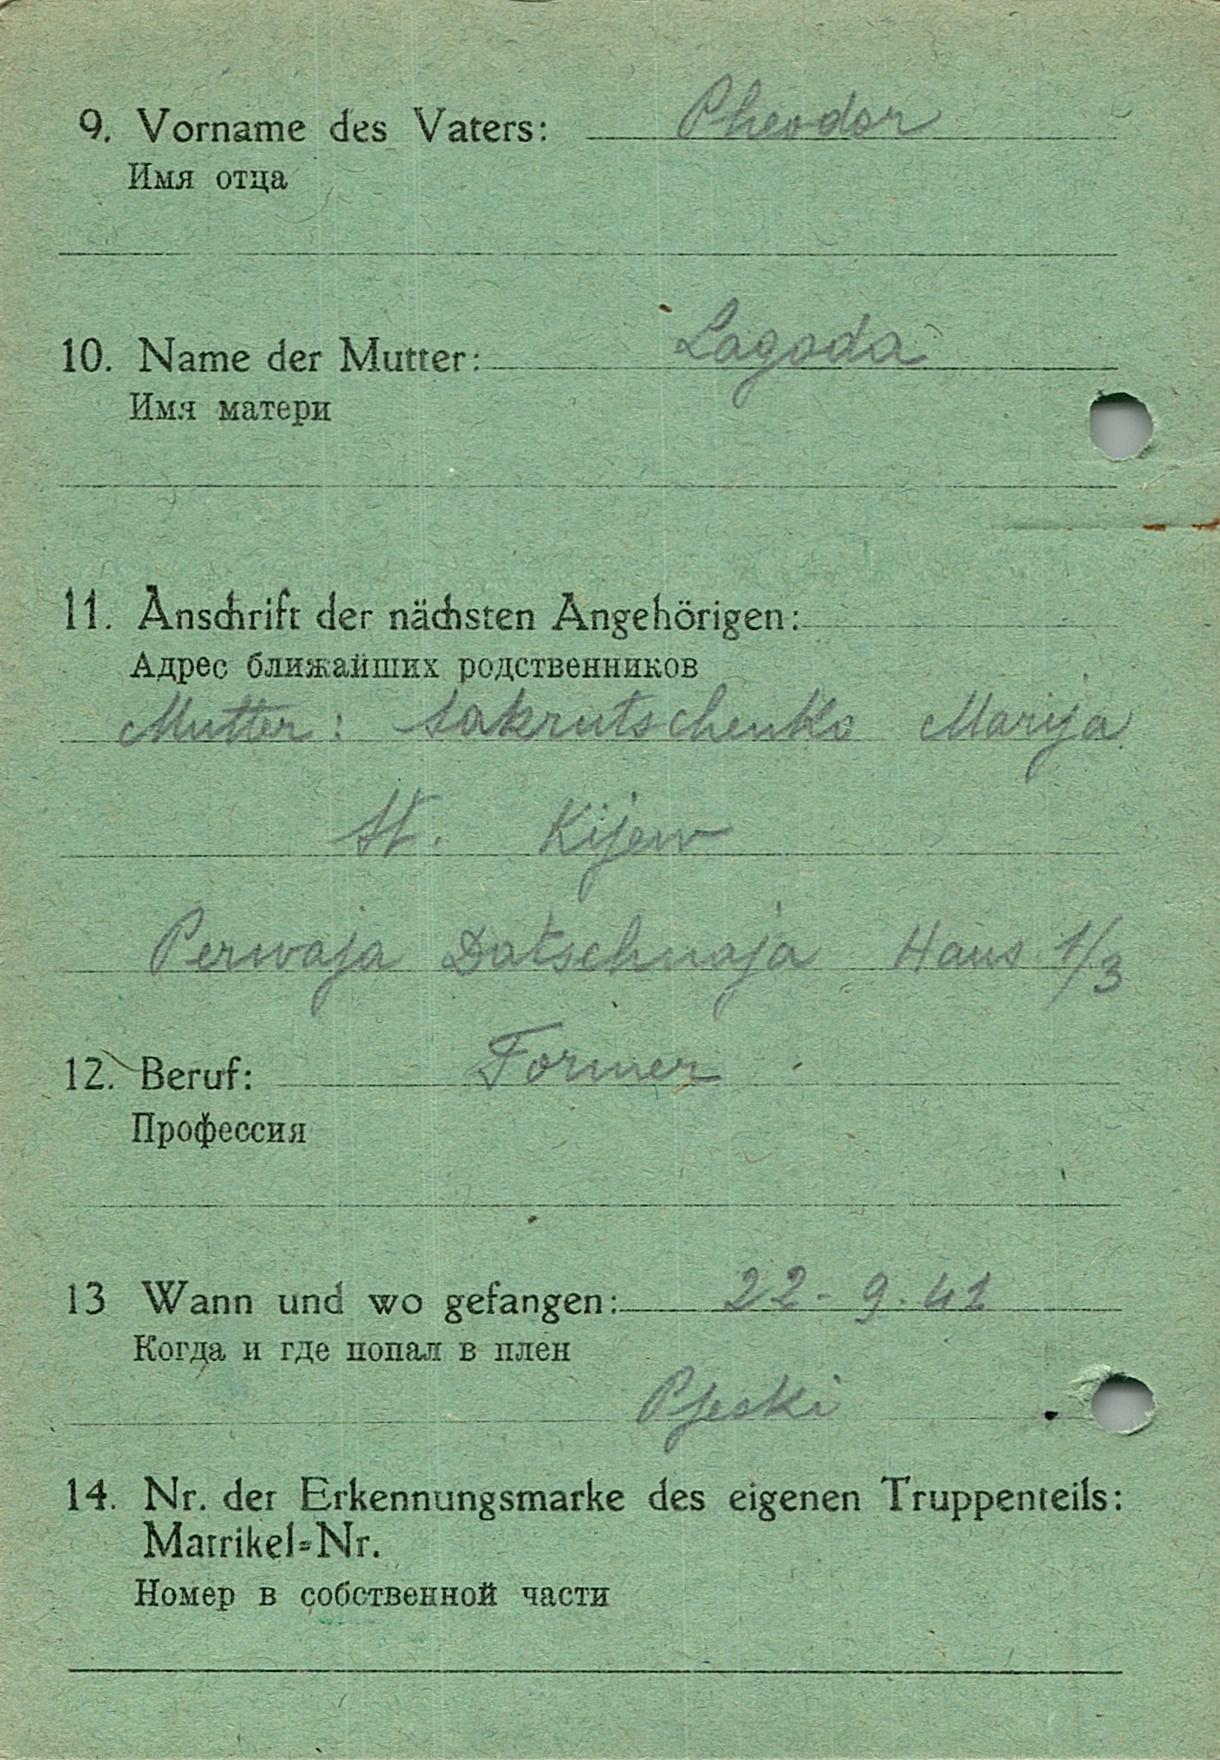 9. Vorname des Vaters: Pheodor
Имя отца
10. Name der Mutter: Lagoda
Имя матери
11. Anschrift der nächsten Angehörigen:
Адрес ближайших родственников
Mutter: Sakrutschenko Marija
St. Kijew
Perwaja Datschnaja Haus 1/3
12. Beruf: Former
Профессия
13 Wann und wo gefangen: 22-9.41
Когда и где попал в плен
Pjeski
14. Nr. der Erkennungsmarke des eigenen Truppenteils:
Matrikel=Nr.
Номер в собственной части